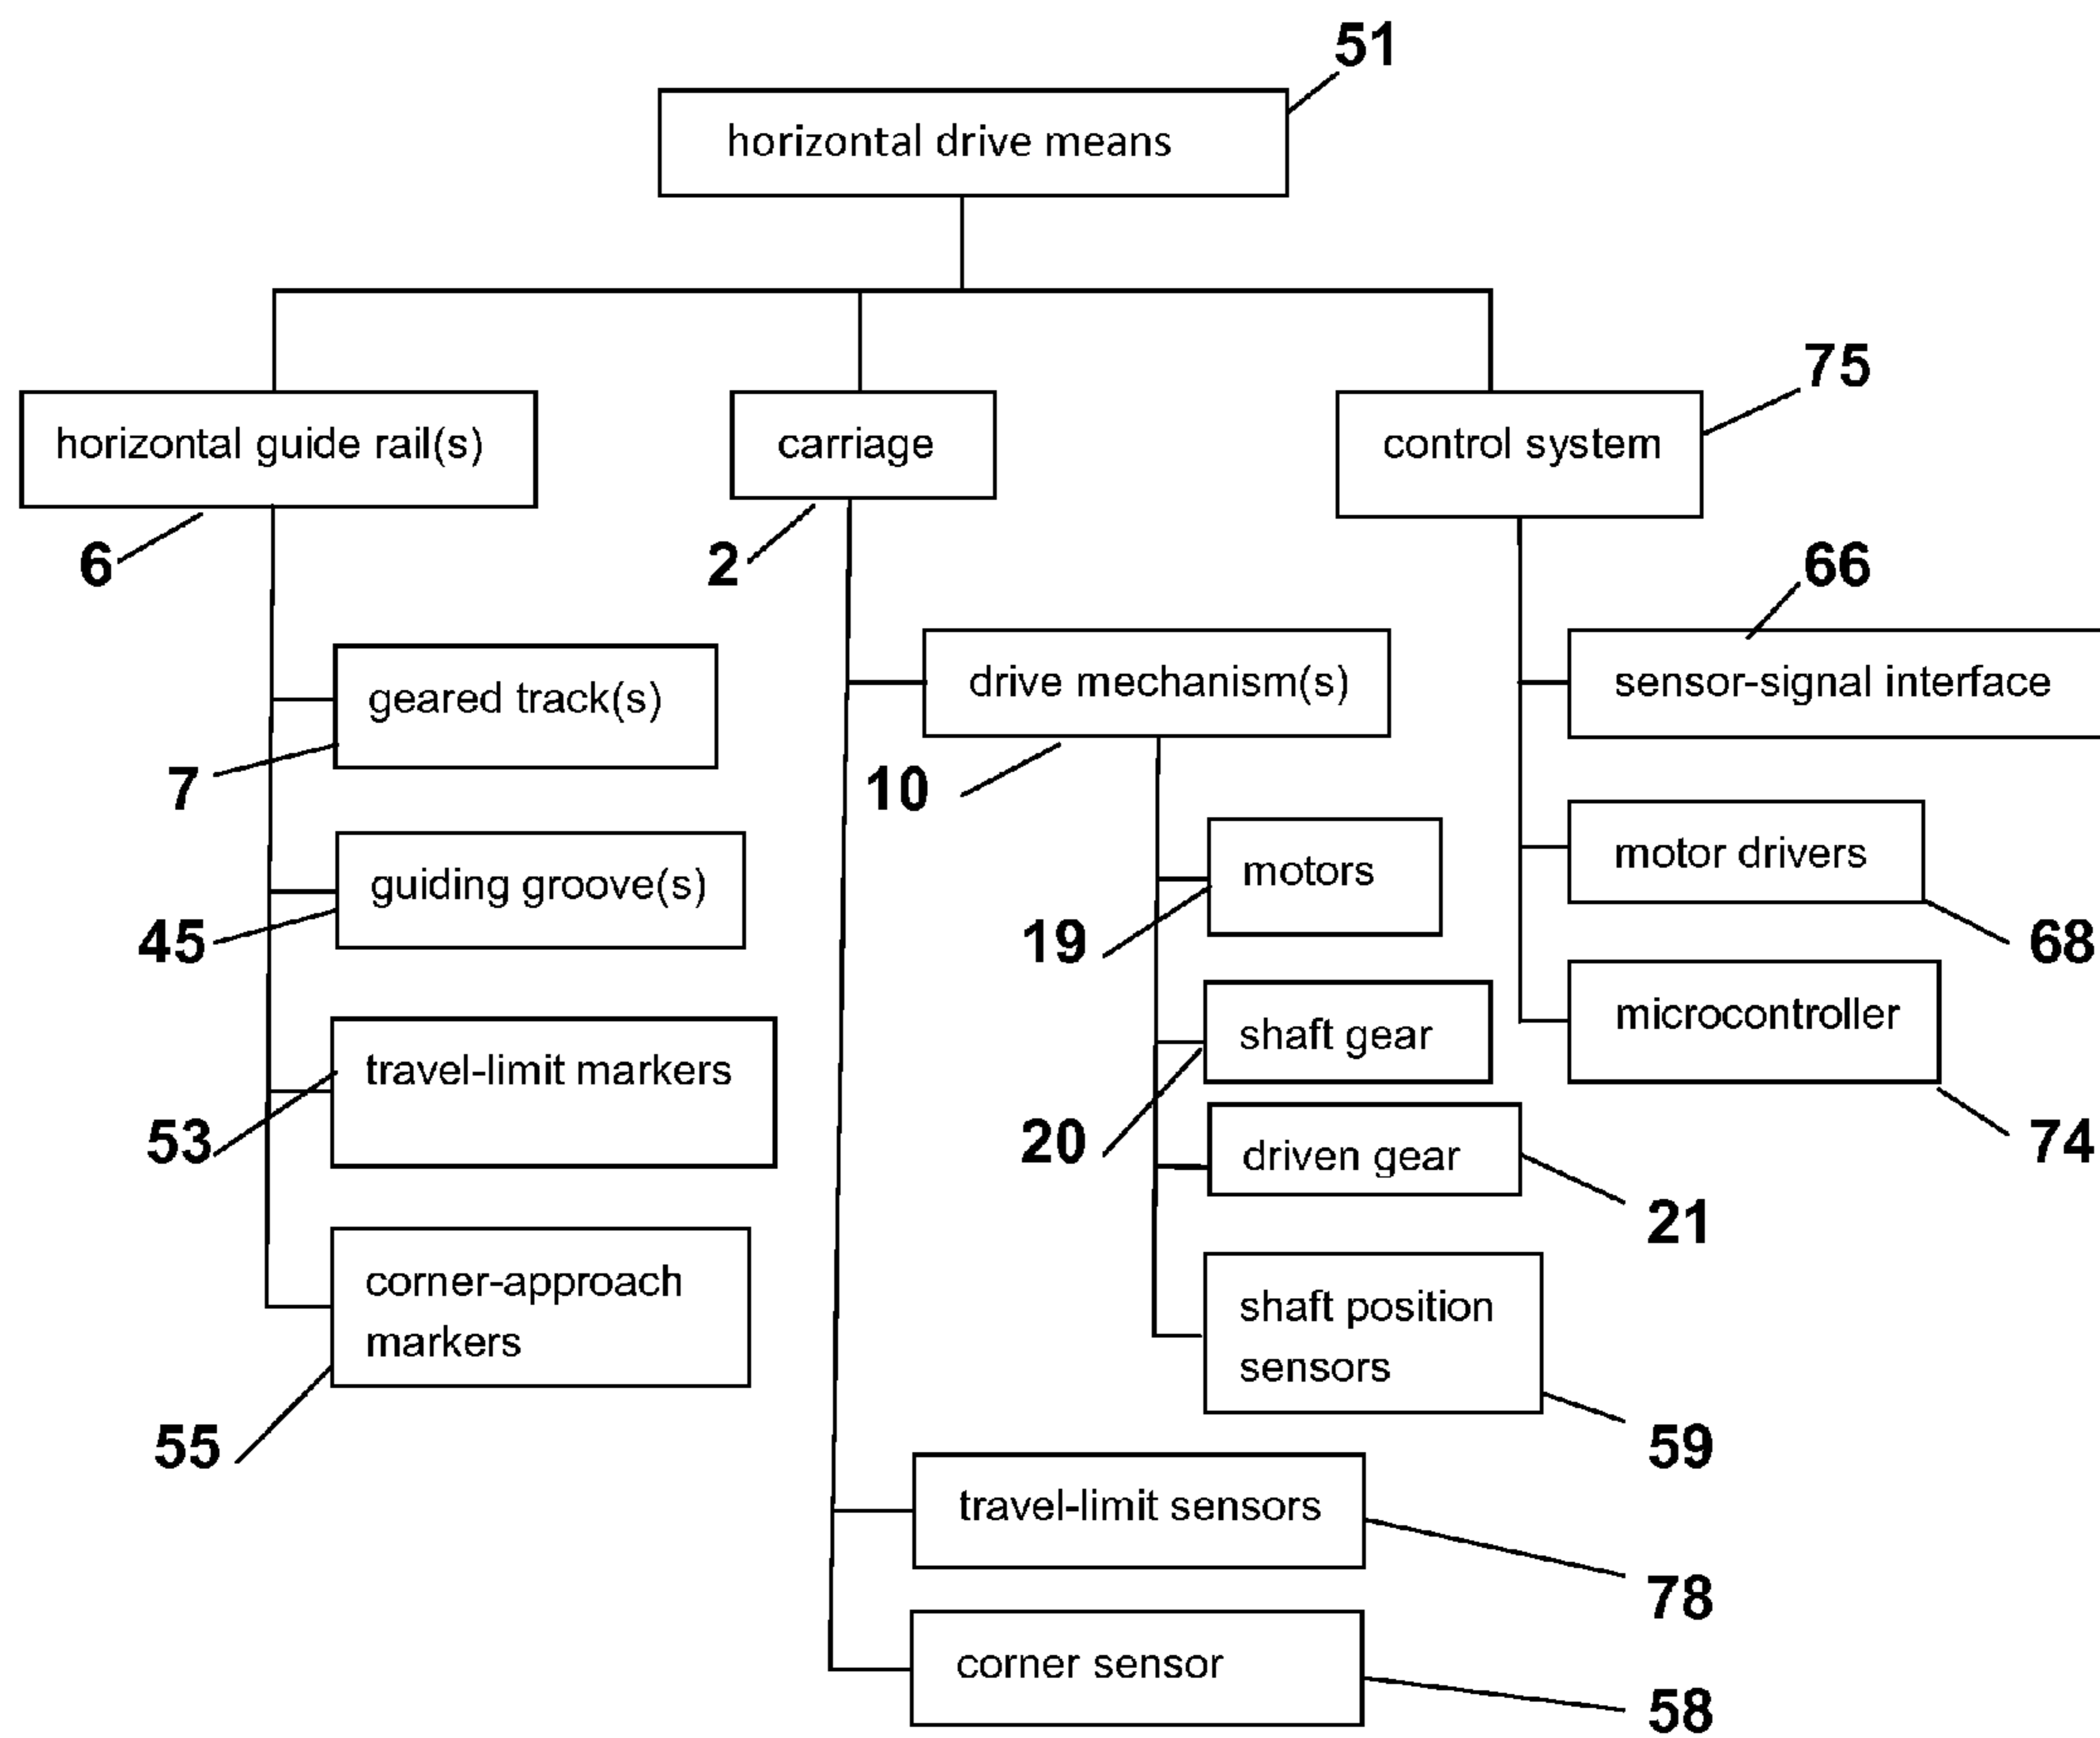 51
horizontal drive means
75
horizontal guide rail(s)
carriage
control system
6
2
66
geared track(s)
drive mechanism(s)
sensor-signal interface
7
10
guiding groove(s)
motors
motor drivers
45
19
68
travel-limit markers
shaft gear
microcontroller
53
20
driven gear
74
21
corner-approach
markers
shaft position
sensors
55
59
travel-limit sensors
78
corner sensor
58